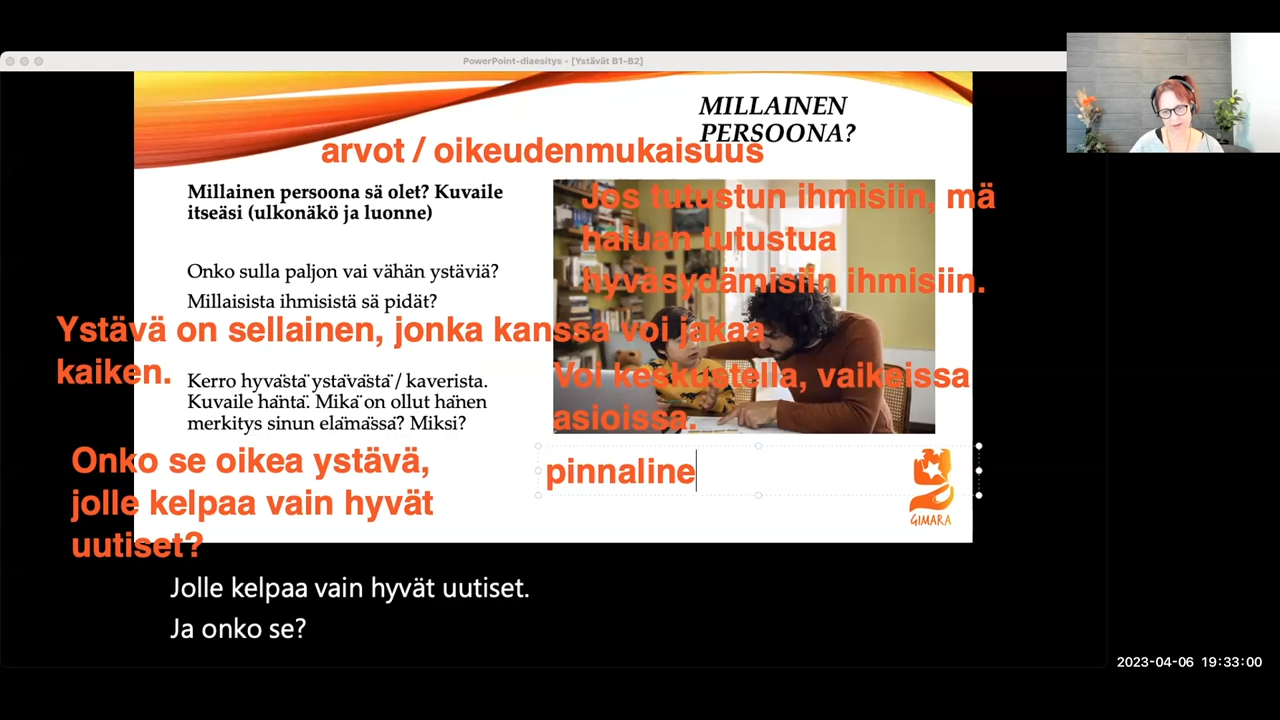 PowerPoint-diaesitys - [Ystävät B1-B2]
MILLAINEN
PERSOONA?
arvot / oikeudenmukaisuus
Millainen persoona sä olet? Kuvaile
itseäsi (ulkonäkö ja luonne)
Jos tutustun ihmisiin, mä
haluan tutustua
hyväsydämisiin ihmisiin.
Onko sulla paljon vai vähän ystäviä?
Millaisista ihmisistä sä pidät?
Ystävä on sellainen, jonka kanssa voi jakaa
kaiken.
Kerro hyvästä ystävästä / kaverista.
Kuvaile häntä. Mikä on ollut hänen
merkitys sinun elämässä? Miksi?
Voi keskustella, vaikeissa
asioissa.
Onko se oikea ystävä,
jolle kelpaa vain hyvät
uutiset?
pinnaline
GIMARA
Jolle kelpaa vain hyvät uutiset.
Ja onko se?
2023-04-06 19:33:00